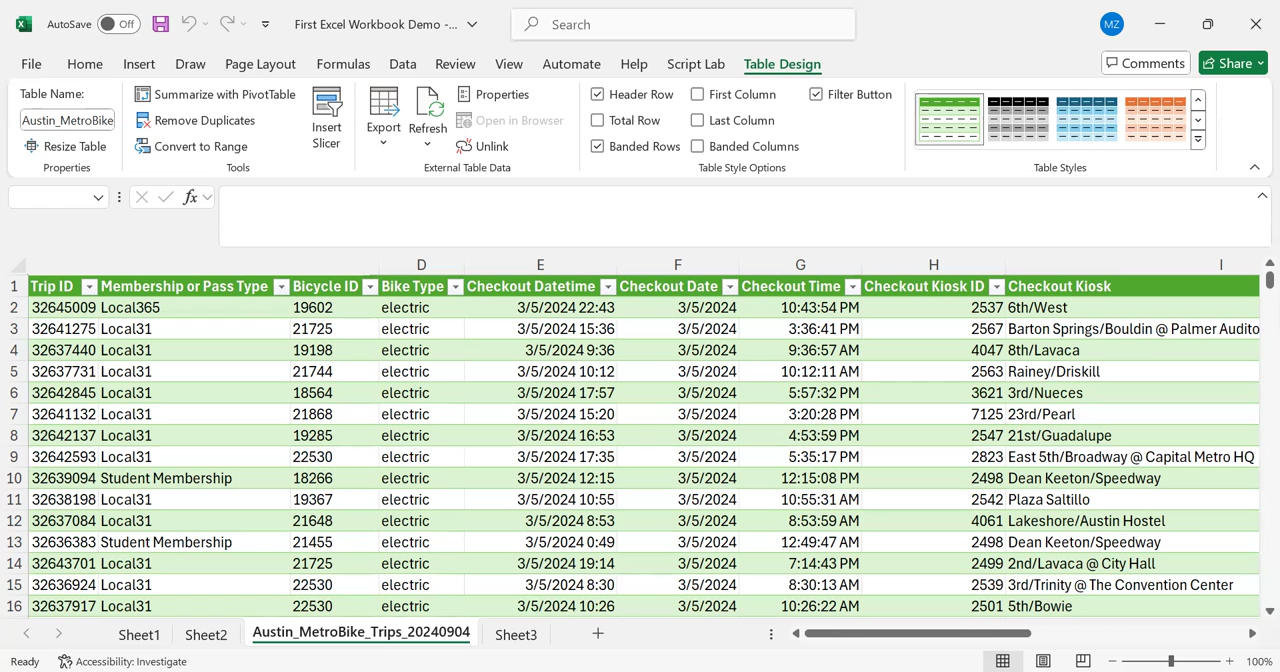 AutoSave Off First Excel Workbook Demo -... Search MZ
File Home Insert Draw Page Layout Formulas Data Review View Automate Help Script Lab Table Design Comments Share
Table Name:
Austin_MetroBike
Resize Table
Properties
Summarize with PivotTable
Remove Duplicates
Convert to Range
Insert
Slicer
Tools
Export
Refresh
Properties
Open in Browser
Unlink
External Table Data
Header Row First Column Filter Button
Total Row Last Column
Banded Rows Banded Columns
Table Style Options
Table Styles
fx
D E F G H I
1 Trip ID Membership or Pass Type Bicycle ID Bike Type Checkout Datetime Checkout Date Checkout Time Checkout Kiosk ID Checkout Kiosk
2 32645009 Local365 19602 electric 3/5/2024 22:43 3/5/2024 10:43:54 PM 2537 6th/West
3 32641275 Local31 21725 electric 3/5/2024 15:36 3/5/2024 3:36:41 PM 2567 Barton Springs/Bouldin @ Palmer Audito
4 32637440 Local31 19198 electric 3/5/2024 9:36 3/5/2024 9:36:57 AM 4047 8th/Lavaca
5 32637731 Local31 21744 electric 3/5/2024 10:12 3/5/2024 10:12:11 AM 2563 Rainey/Driskill
6 32642845 Local31 18564 electric 3/5/2024 17:57 3/5/2024 5:57:32 PM 3621 3rd/Nueces
7 32641132 Local31 21868 electric 3/5/2024 15:20 3/5/2024 3:20:28 PM 7125 23rd/Pearl
8 32642137 Local31 19285 electric 3/5/2024 16:53 3/5/2024 4:53:59 PM 2547 21st/Guadalupe
9 32642593 Local31 22530 electric 3/5/2024 17:35 3/5/2024 5:35:17 PM 2823 East 5th/Broadway @ Capital Metro HQ
10 32639094 Student Membership 18266 electric 3/5/2024 12:15 3/5/2024 12:15:08 PM 2498 Dean Keeton/Speedway
11 32638198 Local31 19367 electric 3/5/2024 10:55 3/5/2024 10:55:31 AM 2542 Plaza Saltillo
12 32637084 Local31 21648 electric 3/5/2024 8:53 3/5/2024 8:53:59 AM 4061 Lakeshore/Austin Hostel
13 32636383 Student Membership 21455 electric 3/5/2024 0:49 3/5/2024 12:49:47 AM 2498 Dean Keeton/Speedway
14 32643701 Local31 21725 electric 3/5/2024 19:14 3/5/2024 7:14:43 PM 2499 2nd/Lavaca @ City Hall
15 32636924 Local31 22530 electric 3/5/2024 8:30 3/5/2024 8:30:13 AM 2539 3rd/Trinity @ The Convention Center
16 32637917 Local31 22530 electric 3/5/2024 10:26 3/5/2024 10:26:22 AM 2501 5th/Bowie
Sheet1 Sheet2 Austin_MetroBike_Trips_20240904 Sheet3
Ready Accessibility: Investigate 100%